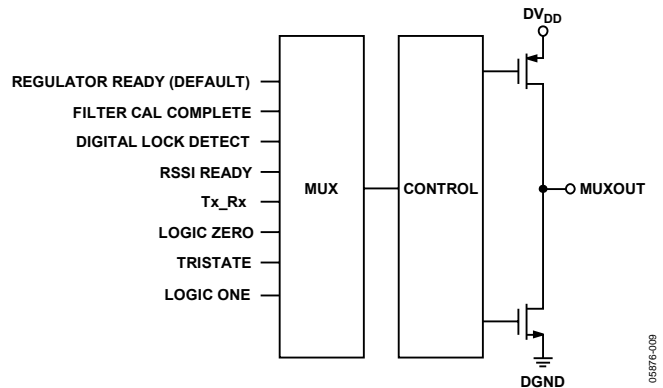 DVDD
REGULATOR READY (DEFAULT)
FILTER CAL COMPLETE
DIGITAL LOCK DETECT
RSSI READY
Tx_Rx
LOGIC ZERO
TRISTATE
LOGIC ONE
MUX
CONTROL
MUXOUT
DGND
05876-009